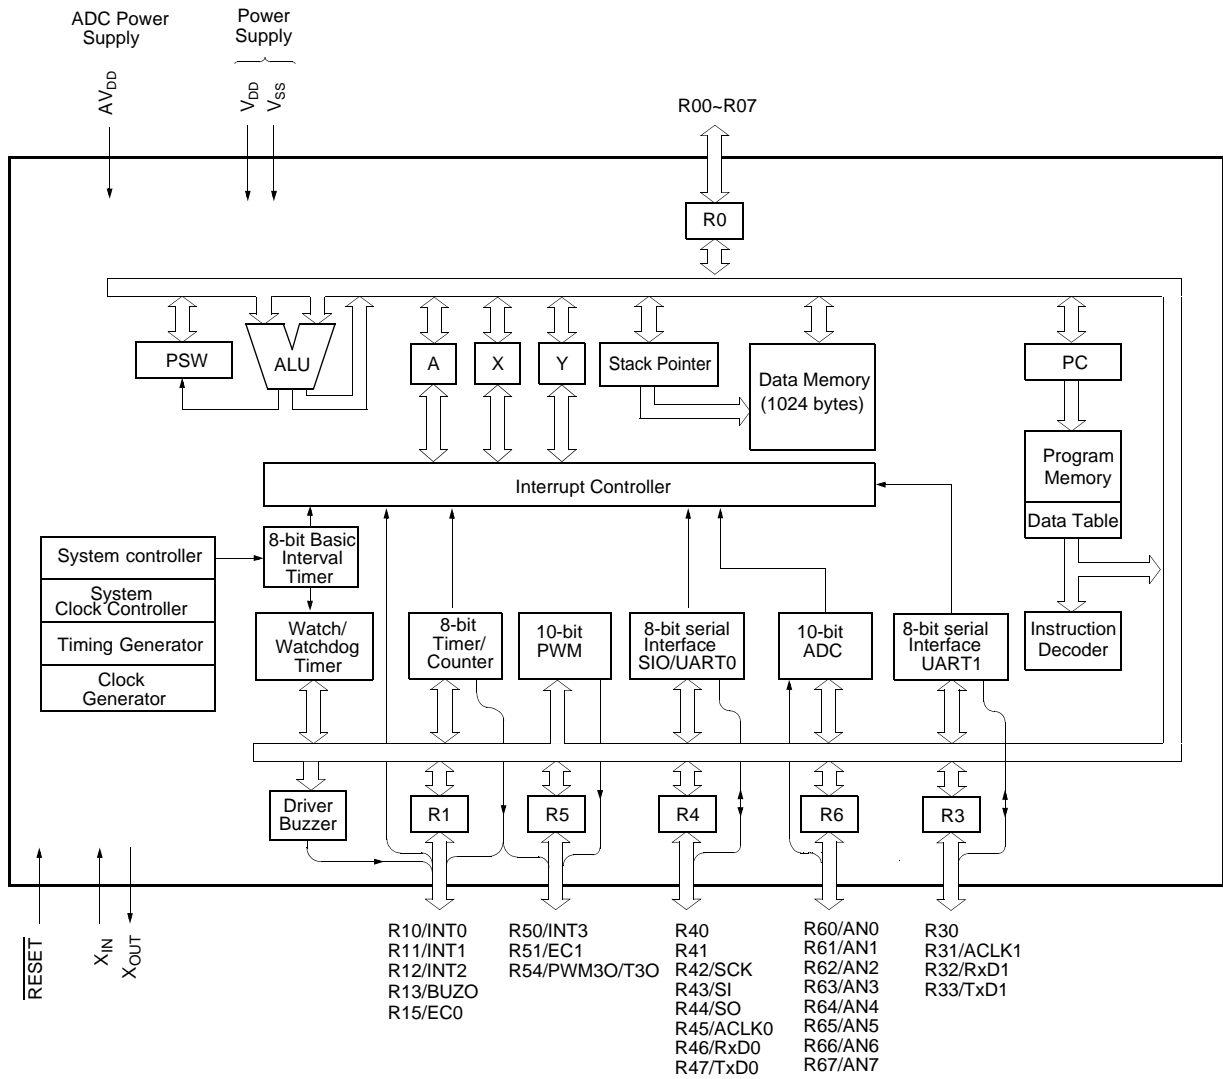 ADC Power
Supply
Power
Supply
AVDD
VDD
VSS
R00~R07
R0
PSW
ALU
A
X
Y
Stack Pointer
Data Memory
(1024 bytes)
PC
Program
Memory
Data Table
Interrupt Controller
System controller
System
Clock Controller
Timing Generator
Clock
Generator
8-bit Basic
Interval
Timer
Watch/
Watchdog
Timer
8-bit
Timer/
Counter
10-bit
PWM
8-bit serial
Interface
SIO/UART0
10-bit
ADC
8-bit serial
Interface
UART1
Instruction
Decoder
Driver
Buzzer
R1
R5
R4
R6
R3
RESET
XIN
XOUT
R10/INT0
R11/INT1
R12/INT2
R13/BUZO
R15/EC0
R50/INT3
R51/EC1
R54/PWM3O/T3O
R40
R41
R42/SCK
R43/SI
R44/SO
R45/ACLK0
R46/RxD0
R47/TxD0
R60/AN0
R61/AN1
R62/AN2
R63/AN3
R64/AN4
R65/AN5
R66/AN6
R67/AN7
R30
R31/ACLK1
R32/RxD1
R33/TxD1